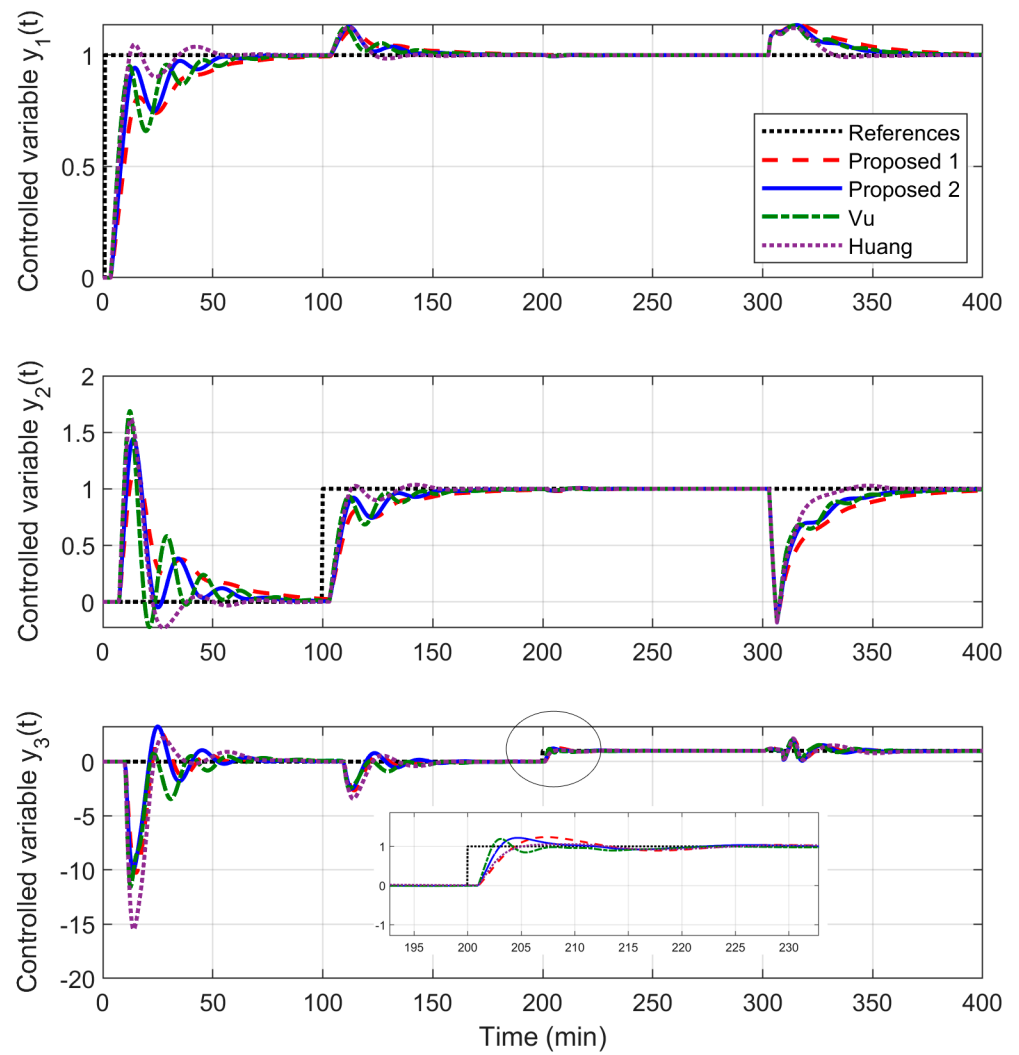 Controlled variable y1(t)
1
0.5
0
0 50 100 150 200 250 300 350 400
References
Proposed 1
Proposed 2
Vu
Huang
Controlled variable y2(t)
2
1.5
1
0.5
0
0 50 100 150 200 250 300 350 400
Controlled variable y3(t)
0
-5
-10
-15
-20
1
0
-1
195 200 205 210 215 220 225 230
0 50 100 150 200 250 300 350 400
Time (min)